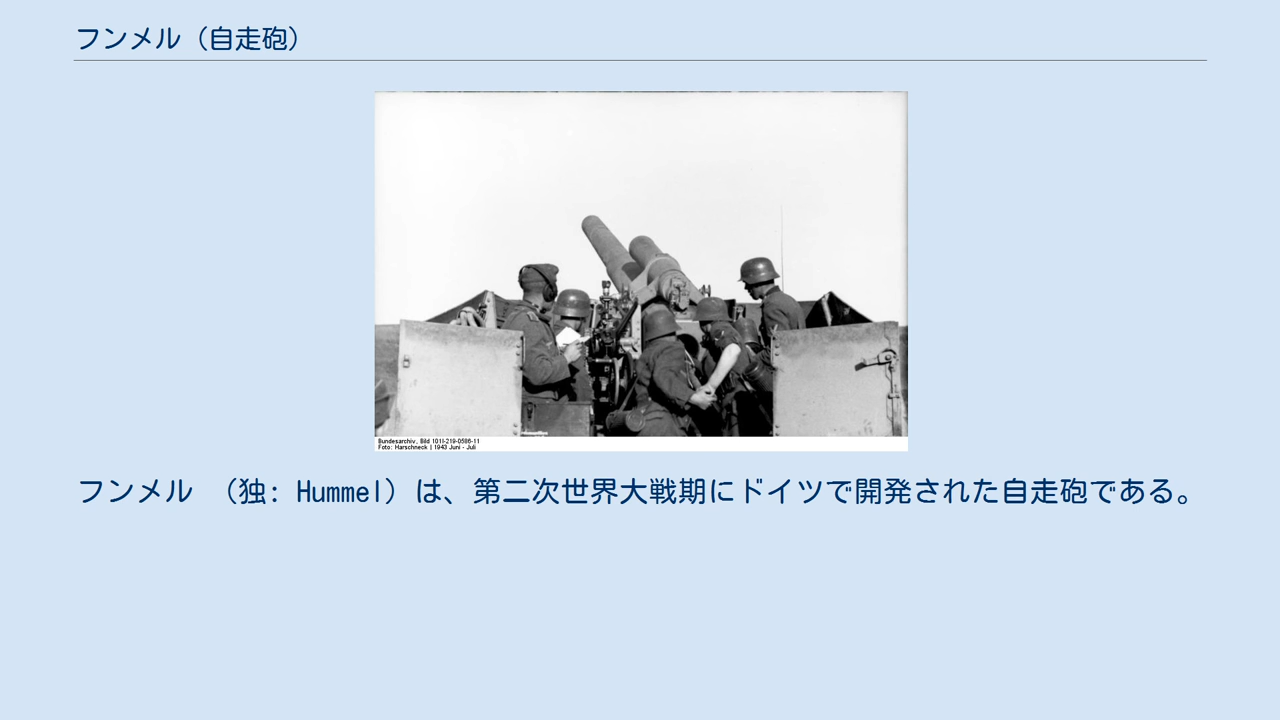 フンメル（自走砲）
Bundesarchiv, Bild 101I-219-0586-11
Foto: Harschneck | 1943 Juni - Juli
フンメル （独: Hummel）は、第二次世界大戦期にドイツで開発された自走砲である。